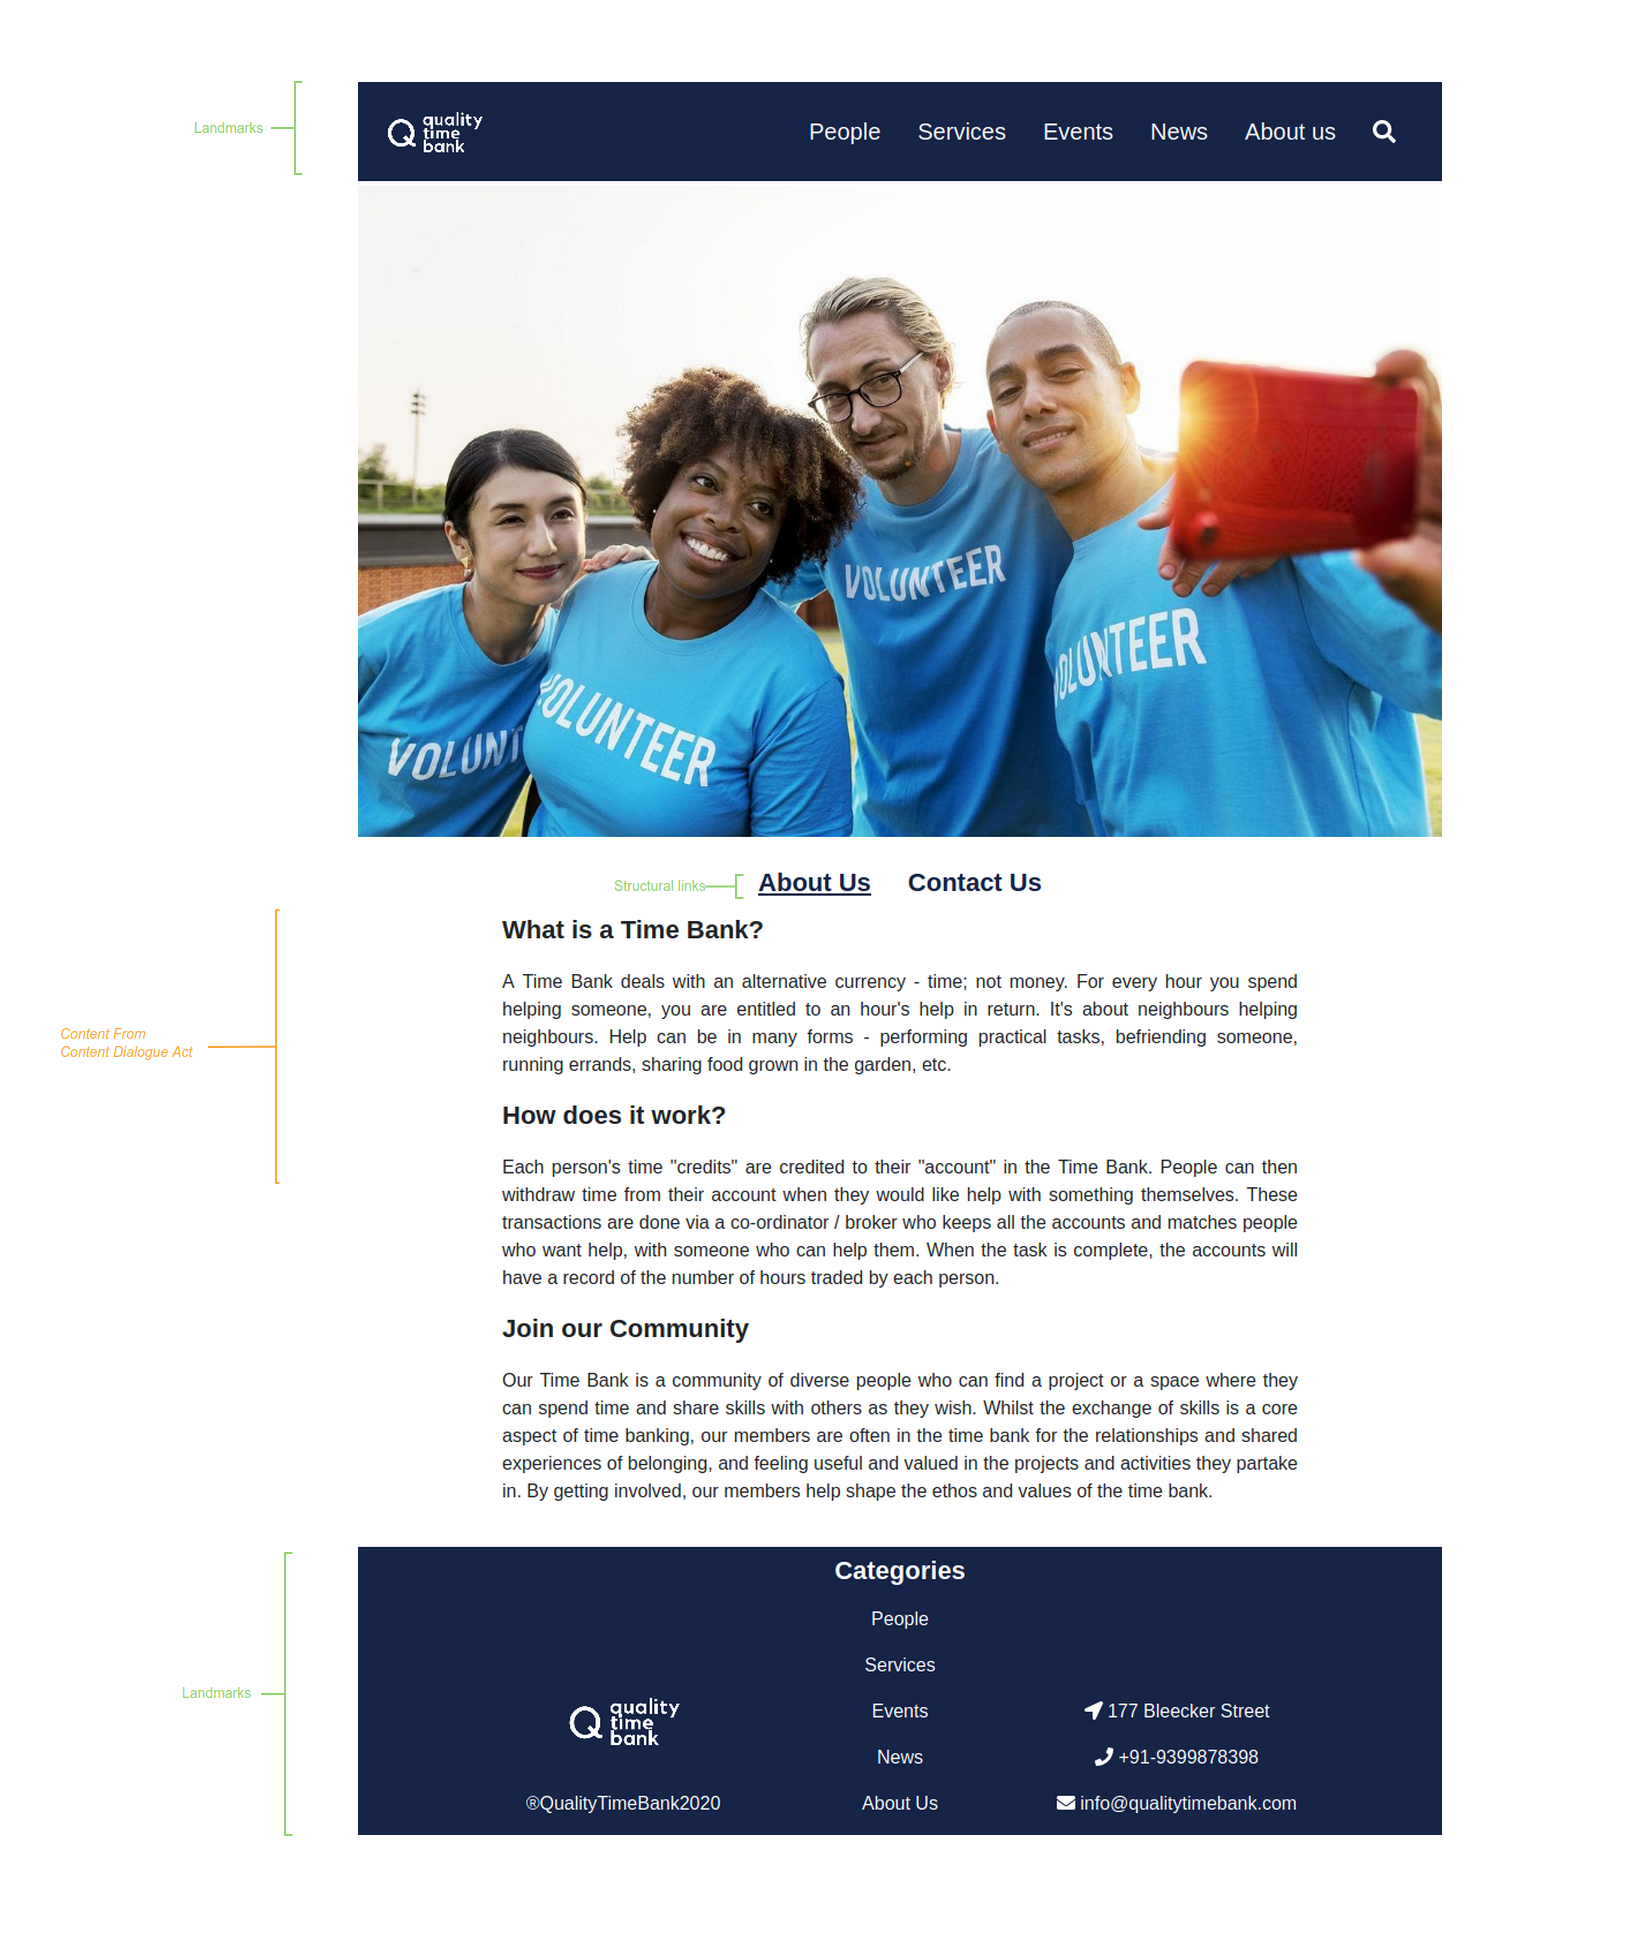 Landmarks
quality
time
bank
People Services Events News About us
VOLUNTEER
VOLUNTEER
VOLUNT
VOLUNTEER
Structural links
About Us Contact Us
What is a Time Bank?
A Time Bank deals with an alternative currency - time; not money. For every hour you spend
helping someone, you are entitled to an hour's help in return. It's about neighbours helping
neighbours. Help can be in many forms - performing practical tasks, befriending someone,
running errands, sharing food grown in the garden, etc.
Content From
Content Dialogue Act
How does it work?
Each person's time "credits" are credited to their "account" in the Time Bank. People can then
withdraw time from their account when they would like help with something themselves. These
transactions are done via a co-ordinator / broker who keeps all the accounts and matches people
who want help, with someone who can help them. When the task is complete, the accounts will
have a record of the number of hours traded by each person.
Join our Community
Our Time Bank is a community of diverse people who can find a project or a space where they
can spend time and share skills with others as they wish. Whilst the exchange of skills is a core
aspect of time banking, our members are often in the time bank for the relationships and shared
experiences of belonging, and feeling useful and valued in the projects and activities they partake
in. By getting involved, our members help shape the ethos and values of the time bank.
Landmarks
quality
time
bank
®QualityTimeBank2020
Categories
People
Services
Events
News
About Us
177 Bleecker Street
+91-9399878398
info@qualitytimebank.com